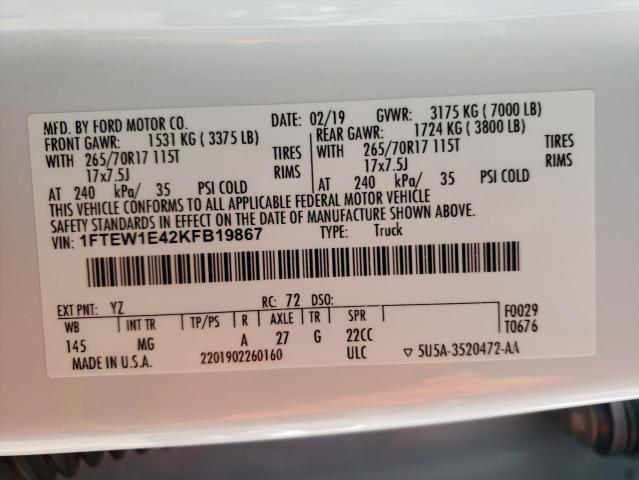 MFD. BY FORD MOTOR CO. DATE: 02/19 GVWR: 3175 KG ( 7000 LB)
FRONT GAWR: 1531 KG ( 3375 LB) REAR GAWR: 1724 KG ( 3800 LB)
WITH 265/70R17 115T TIRES WITH 265/70R17 115T TIRES
17x7.5J RIMS 17x7.5J RIMS
AT 240 kPa/ 35 PSI COLD AT 240 kPa/ 35 PSI COLD
THIS VEHICLE CONFORMS TO ALL APPLICABLE FEDERAL MOTOR VEHICLE
SAFETY STANDARDS IN EFFECT ON THE DATE OF MANUFACTURE SHOWN ABOVE.
VIN: 1FTEW1E42KFB19867 TYPE: Truck
EXT PNT: YZ RC: 72 DSO: F0029
WB INT TR TP/PS R AXLE TR SPR T0676
145 MG A 27 G 22CC
MADE IN U.S.A. 2201902260160 ULC ▽ 5U5A-3520472-AA